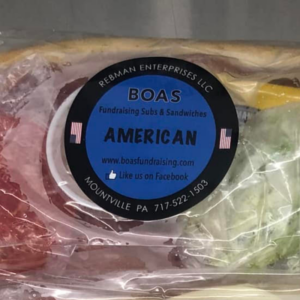 REBMAN ENTERPRISES LLC
BOAS
Fundraising Subs & Sandwiches
AMERICAN
www.boasfundraising.com
Like us on Facebook
MOUNTVILLE PA 717-522-1503